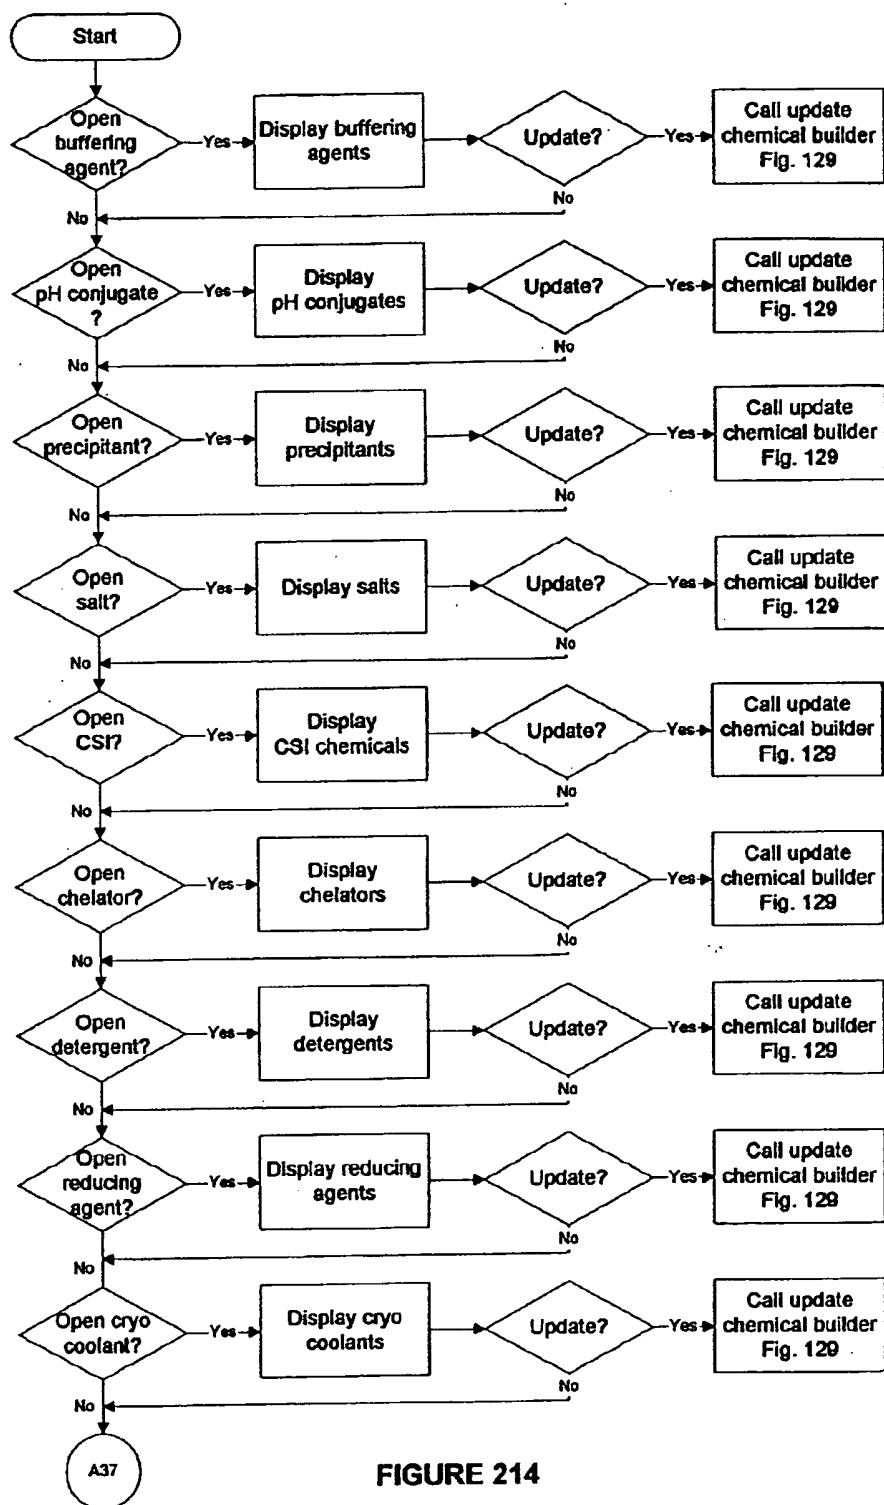 Start
Open
buffering
agent?
Yes
Display buffering
agents
Update?
Yes
Call update
chemical builder
Fig. 129
No
No
Open
pH conjugate
?
Yes
Display
pH conjugates
Update?
Yes
Call update
chemical builder
Fig. 129
No
No
Open
precipitant?
Yes
Display
precipitants
Update?
Yes
Call update
chemical builder
Fig. 129
No
No
Open
salt?
Yes
Display salts
Update?
Yes
Call update
chemical builder
Fig. 129
No
No
Open
CSI?
Yes
Display
CSI chemicals
Update?
Yes
Call update
chemical builder
Fig. 129
No
No
Open
chelator?
Yes
Display
chelators
Update?
Yes
Call update
chemical builder
Fig. 129
No
No
Open
detergent?
Yes
Display
detergents
Update?
Yes
Call update
chemical builder
Fig. 129
No
No
Open
reducing
agent?
Yes
Display reducing
agents
Update?
Yes
Call update
chemical builder
Fig. 129
No
No
Open cryo
coolant?
Yes
Display cryo
coolants
Update?
Yes
Call update
chemical builder
Fig. 129
No
No
A37
FIGURE 214